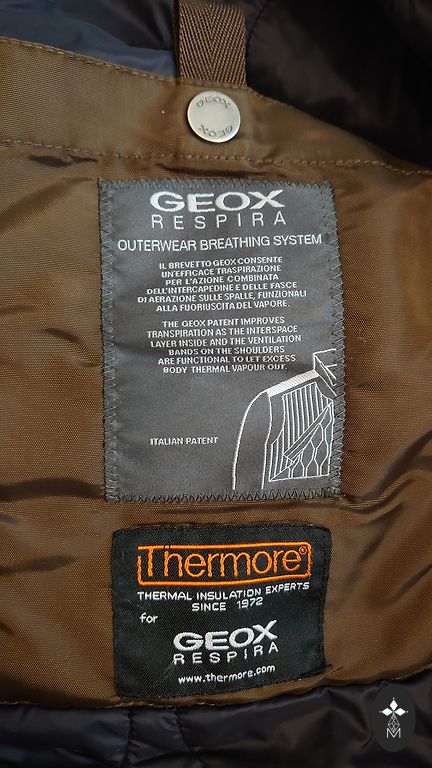 GEOX
GEOX
GEOX
RESPIRA
OUTERWEAR BREATHING SYSTEM
IL BREVETTO GEOX CONSENTE
UN'EFFICACE TRASPIRAZIONE
PER L'AZIONE COMBINATA
DELL'INTERCAPEDINE E DELLE FASCE
DI AERAZIONE SULLE SPALLE, FUNZIONALI
ALLA FUORIUSCITA DEL VAPORE.
THE GEOX PATENT IMPROVES
TRANSPIRATION AS THE INTERSPACE
LAYER INSIDE AND THE VENTILATION
BANDS ON THE SHOULDERS
ARE FUNCTIONAL TO LET EXCESS
BODY THERMAL VAPOUR OUT.
ITALIAN PATENT
Thermore®
THERMAL INSULATION EXPERTS
SINCE 1972
for
GEOX
RESPIRA
www.thermore.com
M